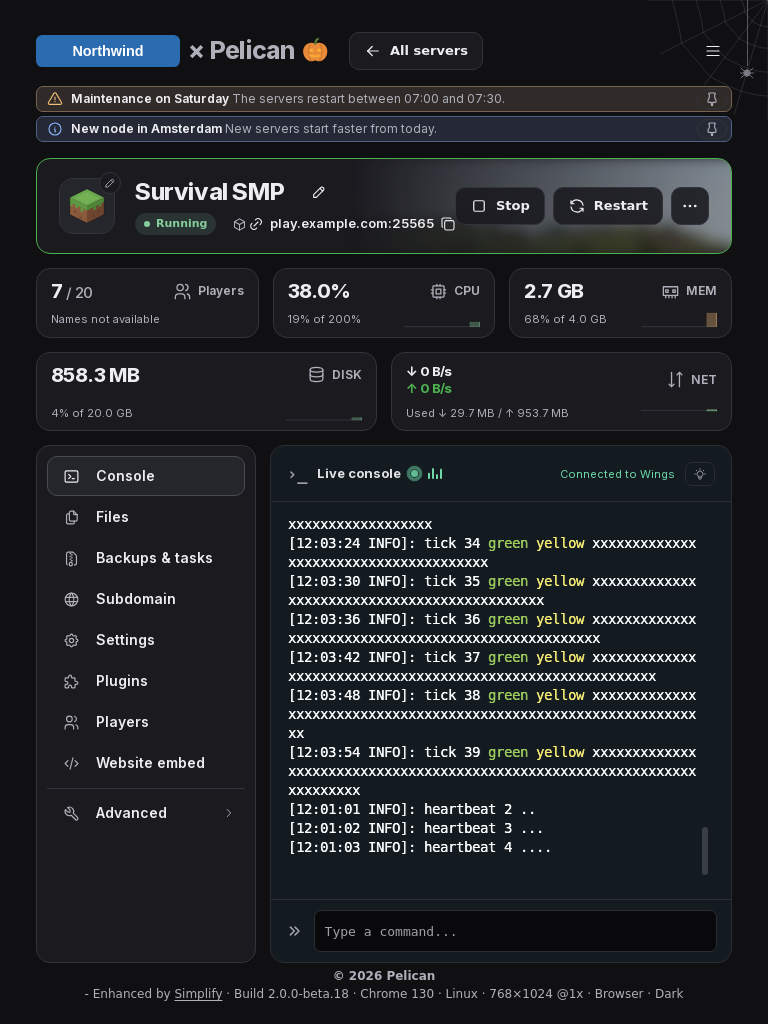 Northwind × Pelican 🎃 All servers
Maintenance on Saturday The servers restart between 07:00 and 07:30.
New node in Amsterdam New servers start faster from today.
Survival SMP
Running play.example.com:25565
Stop Restart
7 / 20 Players
Names not available
38.0% CPU
19% of 200%
2.7 GB MEM
68% of 4.0 GB
858.3 MB DISK
4% of 20.0 GB
↓ 0 B/s
↑ 0 B/s
NET
Used ↓ 29.7 MB / ↑ 953.7 MB
Console
Files
Backups & tasks
Subdomain
Settings
Plugins
Players
Website embed
Advanced
Live console Connected to Wings
xxxxxxxxxxxxxxxxxx
[12:03:24 INFO]: tick 34 green yellow xxxxxxxxxxxxx
xxxxxxxxxxxxxxxxxxxxxxxxx
[12:03:30 INFO]: tick 35 green yellow xxxxxxxxxxxxx
xxxxxxxxxxxxxxxxxxxxxxxxxxxxxxxx
[12:03:36 INFO]: tick 36 green yellow xxxxxxxxxxxxx
xxxxxxxxxxxxxxxxxxxxxxxxxxxxxxxxxxxxxxx
[12:03:42 INFO]: tick 37 green yellow xxxxxxxxxxxxx
xxxxxxxxxxxxxxxxxxxxxxxxxxxxxxxxxxxxxxxxxxxxxx
[12:03:48 INFO]: tick 38 green yellow xxxxxxxxxxxxx
xxxxxxxxxxxxxxxxxxxxxxxxxxxxxxxxxxxxxxxxxxxxxxxxxxx
xx
[12:03:54 INFO]: tick 39 green yellow xxxxxxxxxxxxx
xxxxxxxxxxxxxxxxxxxxxxxxxxxxxxxxxxxxxxxxxxxxxxxxxxx
xxxxxxxxx
[12:01:01 INFO]: heartbeat 2 ..
[12:01:02 INFO]: heartbeat 3 ...
[12:01:03 INFO]: heartbeat 4 ....
Type a command...
© 2026 Pelican
- Enhanced by Simplify · Build 2.0.0-beta.18 · Chrome 130 · Linux · 768×1024 @1x · Browser · Dark